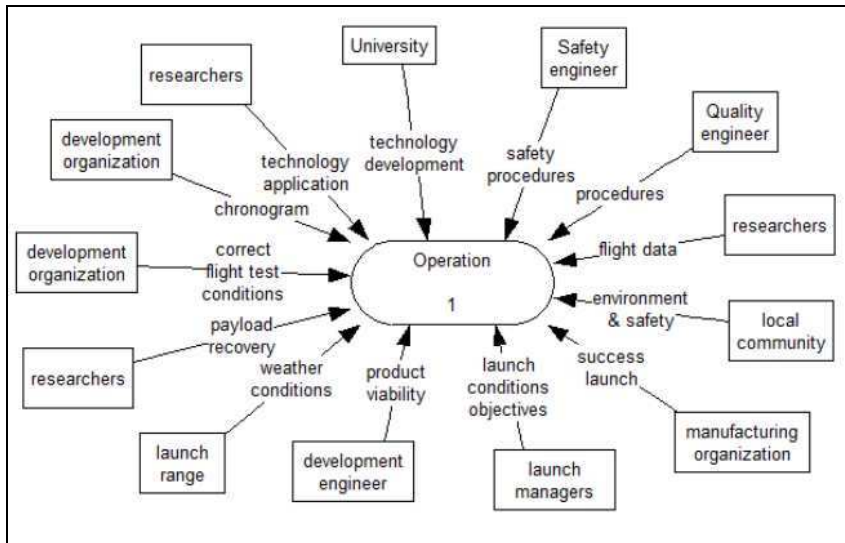 University
Safety
engineer
researchers
Quality
engineer
development
organization
technology
development
safety
procedures
technology
application
procedures
chronogram
researchers
flight data
development
organization
correct
flight test
conditions
Operation
1
environment
& safety
local
community
payload
recovery
researchers
weather
conditions
product
viability
launch
conditions
objectives
success
launch
manufacturing
organization
launch
range
development
engineer
launch
managers